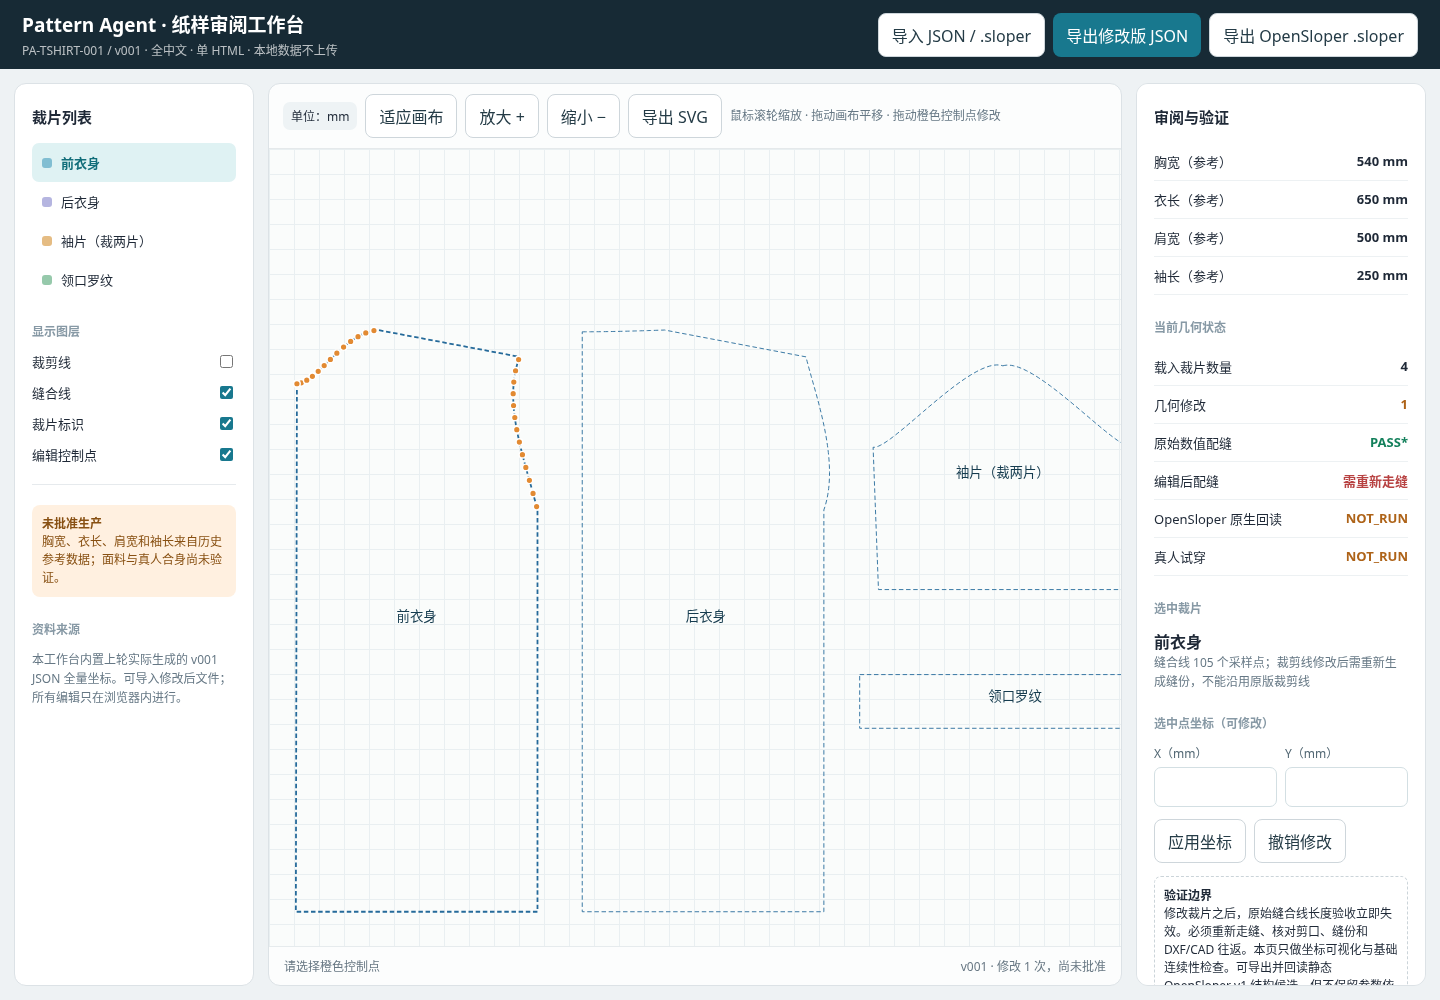 Pattern Agent · 纸样审阅工作台
PA-TSHIRT-001 / v001 · 全中文 · 单 HTML · 本地数据不上传
导入 JSON / .sloper
导出修改版 JSON
导出 OpenSloper .sloper
裁片列表
前衣身
后衣身
袖片（裁两片）
领口罗纹
显示图层
裁剪线
缝合线
裁片标识
编辑控制点
未批准生产
胸宽、衣长、肩宽和袖长来自历史
参考数据；面料与真人合身尚未验
证。
资料来源
本工作台内置上轮实际生成的 v001
JSON 全量坐标。可导入修改后文件；
所有编辑只在浏览器内进行。
单位：mm
适应画布
放大 +
缩小 −
导出 SVG
鼠标滚轮缩放 · 拖动画布平移 · 拖动橙色控制点修改
前衣身
后衣身
袖片（裁两片）
领口罗纹
请选择橙色控制点
v001 · 修改 1 次，尚未批准
审阅与验证
胸宽（参考） 540 mm
衣长（参考） 650 mm
肩宽（参考） 500 mm
袖长（参考） 250 mm
当前几何状态
载入裁片数量 4
几何修改 1
原始数值配缝 PASS*
编辑后配缝 需重新走缝
OpenSloper 原生回读 NOT_RUN
真人试穿 NOT_RUN
选中裁片
前衣身
缝合线 105 个采样点；裁剪线修改后需重新生
成缝份，不能沿用原版裁剪线
选中点坐标（可修改）
X（mm） Y（mm）
应用坐标
撤销修改
验证边界
修改裁片之后，原始缝合线长度验收立即失
效。必须重新走缝、核对剪口、缝份和
DXF/CAD 往返。本页只做坐标可视化与基础
连续性检查。可导出并回读静态
OpenSloper v1 结构候选，但不保留参数依